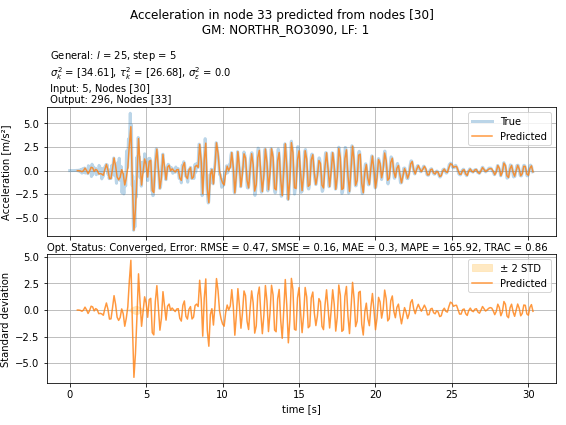 Acceleration in node 33 predicted from nodes [30]
GM: NORTHR_RO3090, LF: 1
General: l = 25, step = 5
σ²ₖ = [34.61], τ²ₖ = [26.68], σ²ε = 0.0
Input: 5, Nodes [30]
Output: 296, Nodes [33]
Acceleration [m/s²]
5.0
2.5
0.0
−2.5
−5.0
True
Predicted
Opt. Status: Converged, Error: RMSE = 0.47, SMSE = 0.16, MAE = 0.3, MAPE = 165.92, TRAC = 0.86
Standard deviation
5.0
2.5
0.0
−2.5
−5.0
± 2 STD
Predicted
0 5 10 15 20 25 30
time [s]